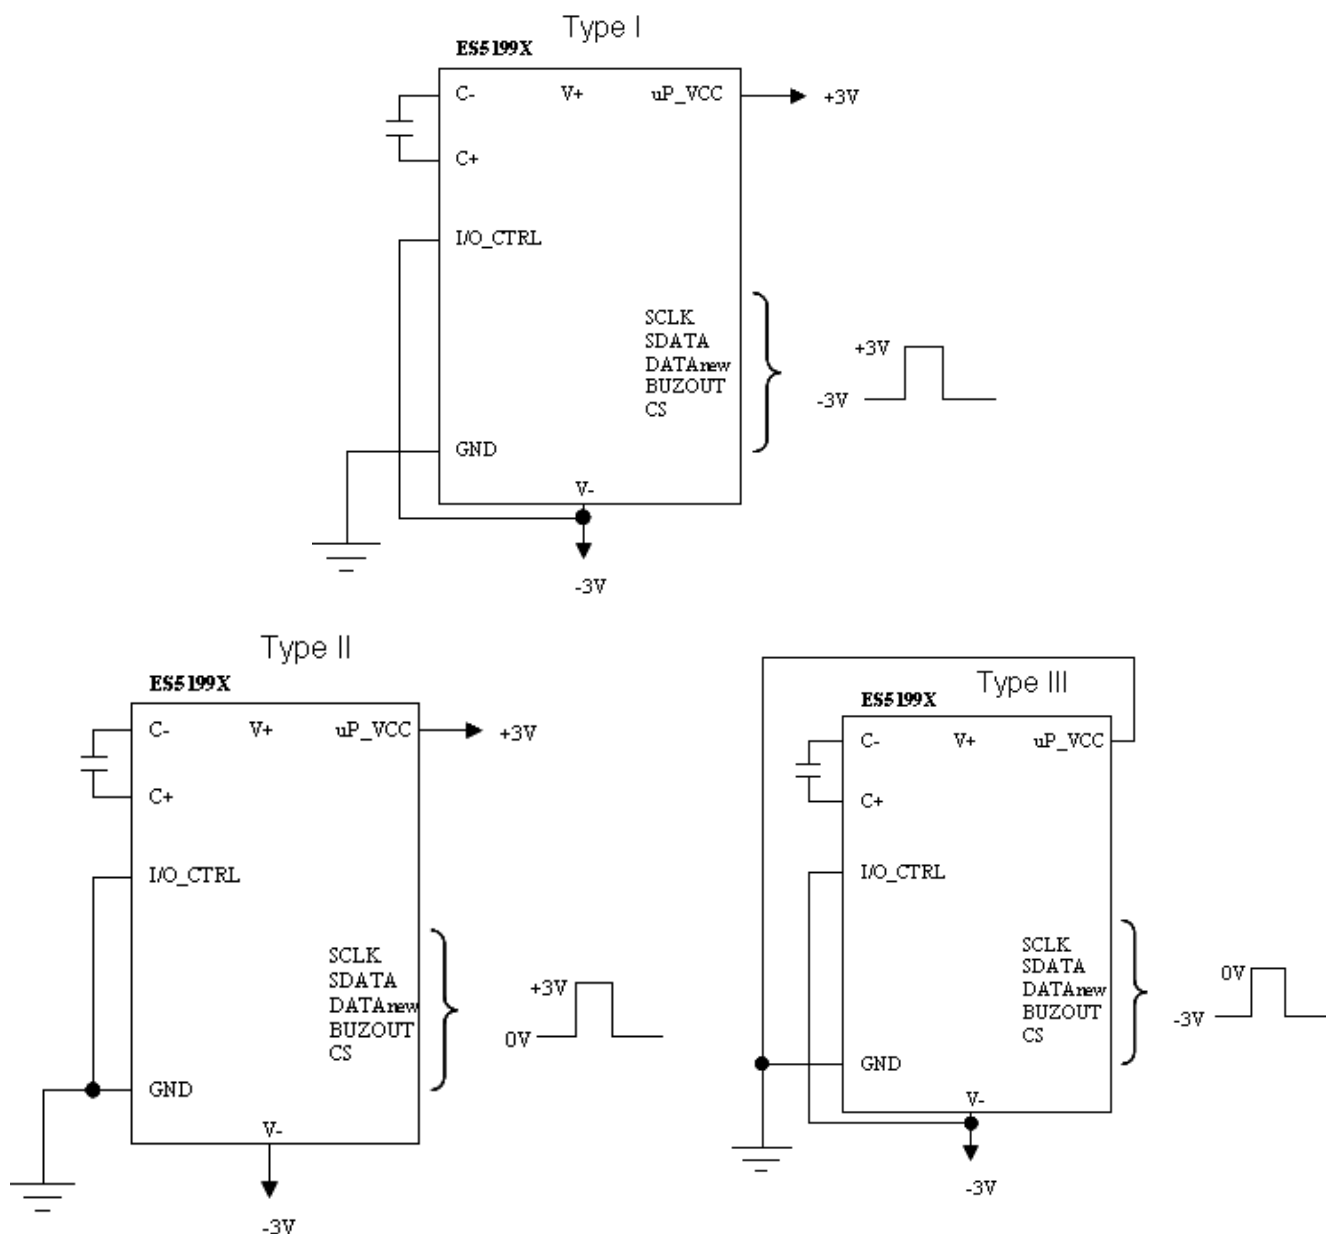 Type I
ES5199X
C- V+ uP_VCC +3V
C+
I/O_CTRL
SCLK
SDATA
DATAnew
BUZOUT
CS
+3V
-3V
GND
V-
-3V
Type II
ES5199X
C- V+ uP_VCC +3V
C+
I/O_CTRL
SCLK
SDATA
DATAnew
BUZOUT
CS
+3V
0V
GND
V-
-3V
Type III
ES5199X
C- V+ uP_VCC
C+
I/O_CTRL
SCLK
SDATA
DATAnew
BUZOUT
CS
0V
-3V
GND
V-
-3V